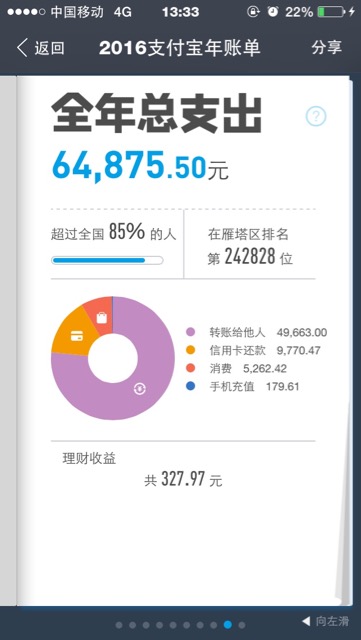 中国移动 4G 13:33 22%
返回 2016支付宝年账单 分享
全年总支出
?
64,875.50元
超过全国 85% 的人
在雁塔区排名
第 242828 位
转账给他人 49,663.00
信用卡还款 9,770.47
消费 5,262.42
手机充值 179.61
理财收益
共 327.97 元
向左滑